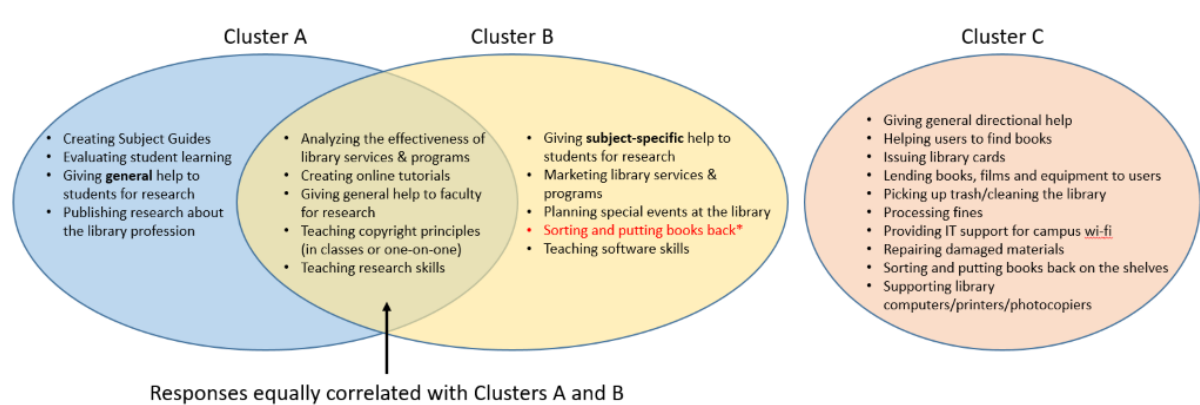 Cluster A
Cluster B
Cluster C
• Creating Subject Guides
• Evaluating student learning
• Giving general help to
students for research
• Publishing research about
the library profession
• Analyzing the effectiveness of
library services & programs
• Creating online tutorials
• Giving general help to faculty
for research
• Teaching copyright principles
(in classes or one-on-one)
• Teaching research skills
• Giving subject-specific help to
students for research
• Marketing library services &
programs
• Planning special events at the library
• Sorting and putting books back*
• Teaching software skills
• Giving general directional help
• Helping users to find books
• Issuing library cards
• Lending books, films and equipment to users
• Picking up trash/cleaning the library
• Processing fines
• Providing IT support for campus wi-fi
• Repairing damaged materials
• Sorting and putting books back on the shelves
• Supporting library
computers/printers/photocopiers
Responses equally correlated with Clusters A and B